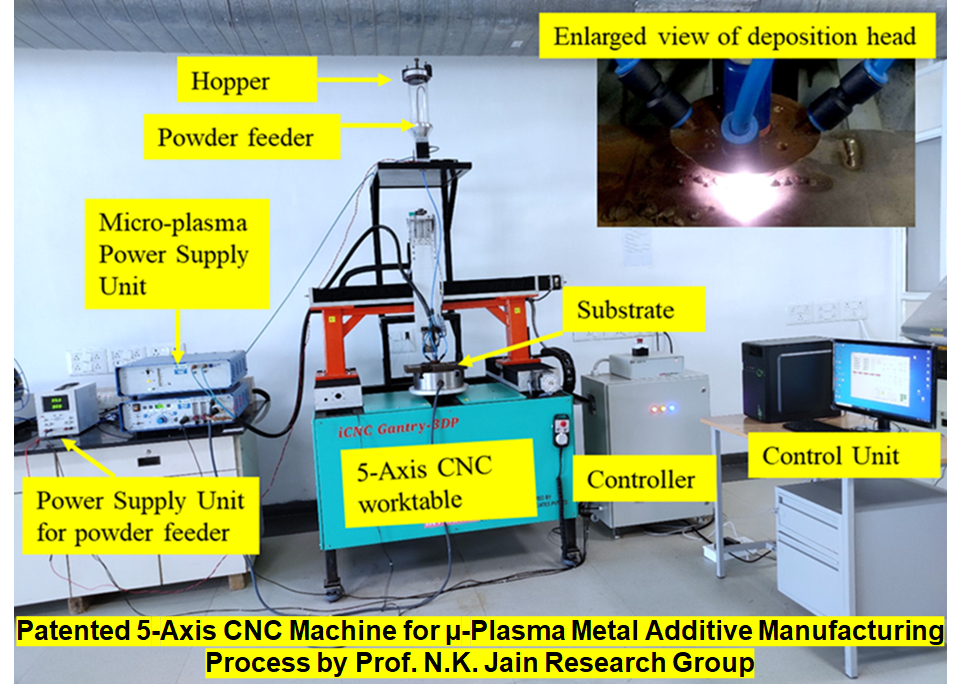 Enlarged view of deposition head
Hopper
Powder feeder
Micro-plasma
Power Supply
Unit
Substrate
iCNC Gantry-3DP
5-Axis CNC
worktable
Controller
Control Unit
Power Supply Unit
for powder feeder
Patented 5-Axis CNC Machine for µ-Plasma Metal Additive Manufacturing
Process by Prof. N.K. Jain Research Group